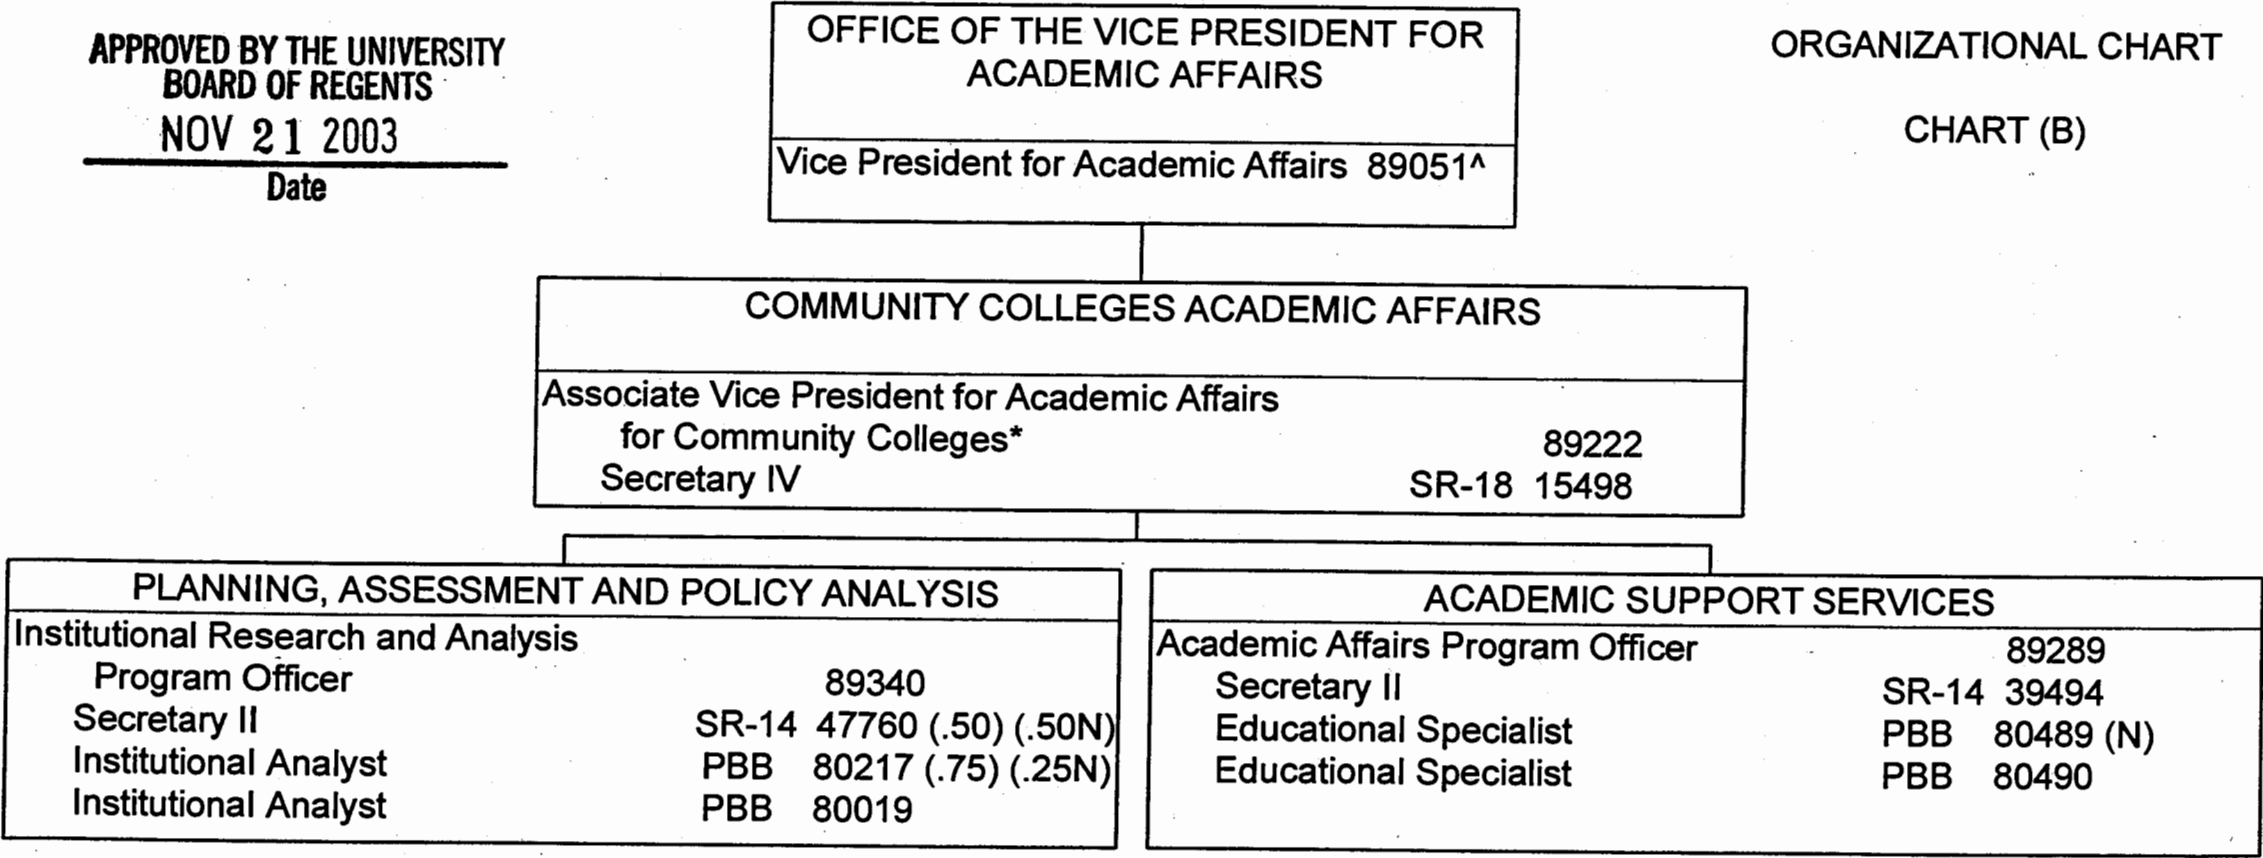 APPROVED BY THE UNIVERSITY
BOARD OF REGENTS
NOV 21 2003
Date
OFFICE OF THE VICE PRESIDENT FOR
ACADEMIC AFFAIRS
Vice President for Academic Affairs 89051^
ORGANIZATIONAL CHART
CHART (B)
COMMUNITY COLLEGES ACADEMIC AFFAIRS
Associate Vice President for Academic Affairs
for Community Colleges* 89222
Secretary IV SR-18 15498
PLANNING, ASSESSMENT AND POLICY ANALYSIS
Institutional Research and Analysis
Program Officer 89340
Secretary II SR-14 47760 (.50) (.50N)
Institutional Analyst PBB 80217 (.75) (.25N)
Institutional Analyst PBB 80019
ACADEMIC SUPPORT SERVICES
Academic Affairs Program Officer 89289
Secretary II SR-14 39494
Educational Specialist PBB 80489 (N)
Educational Specialist PBB 80490